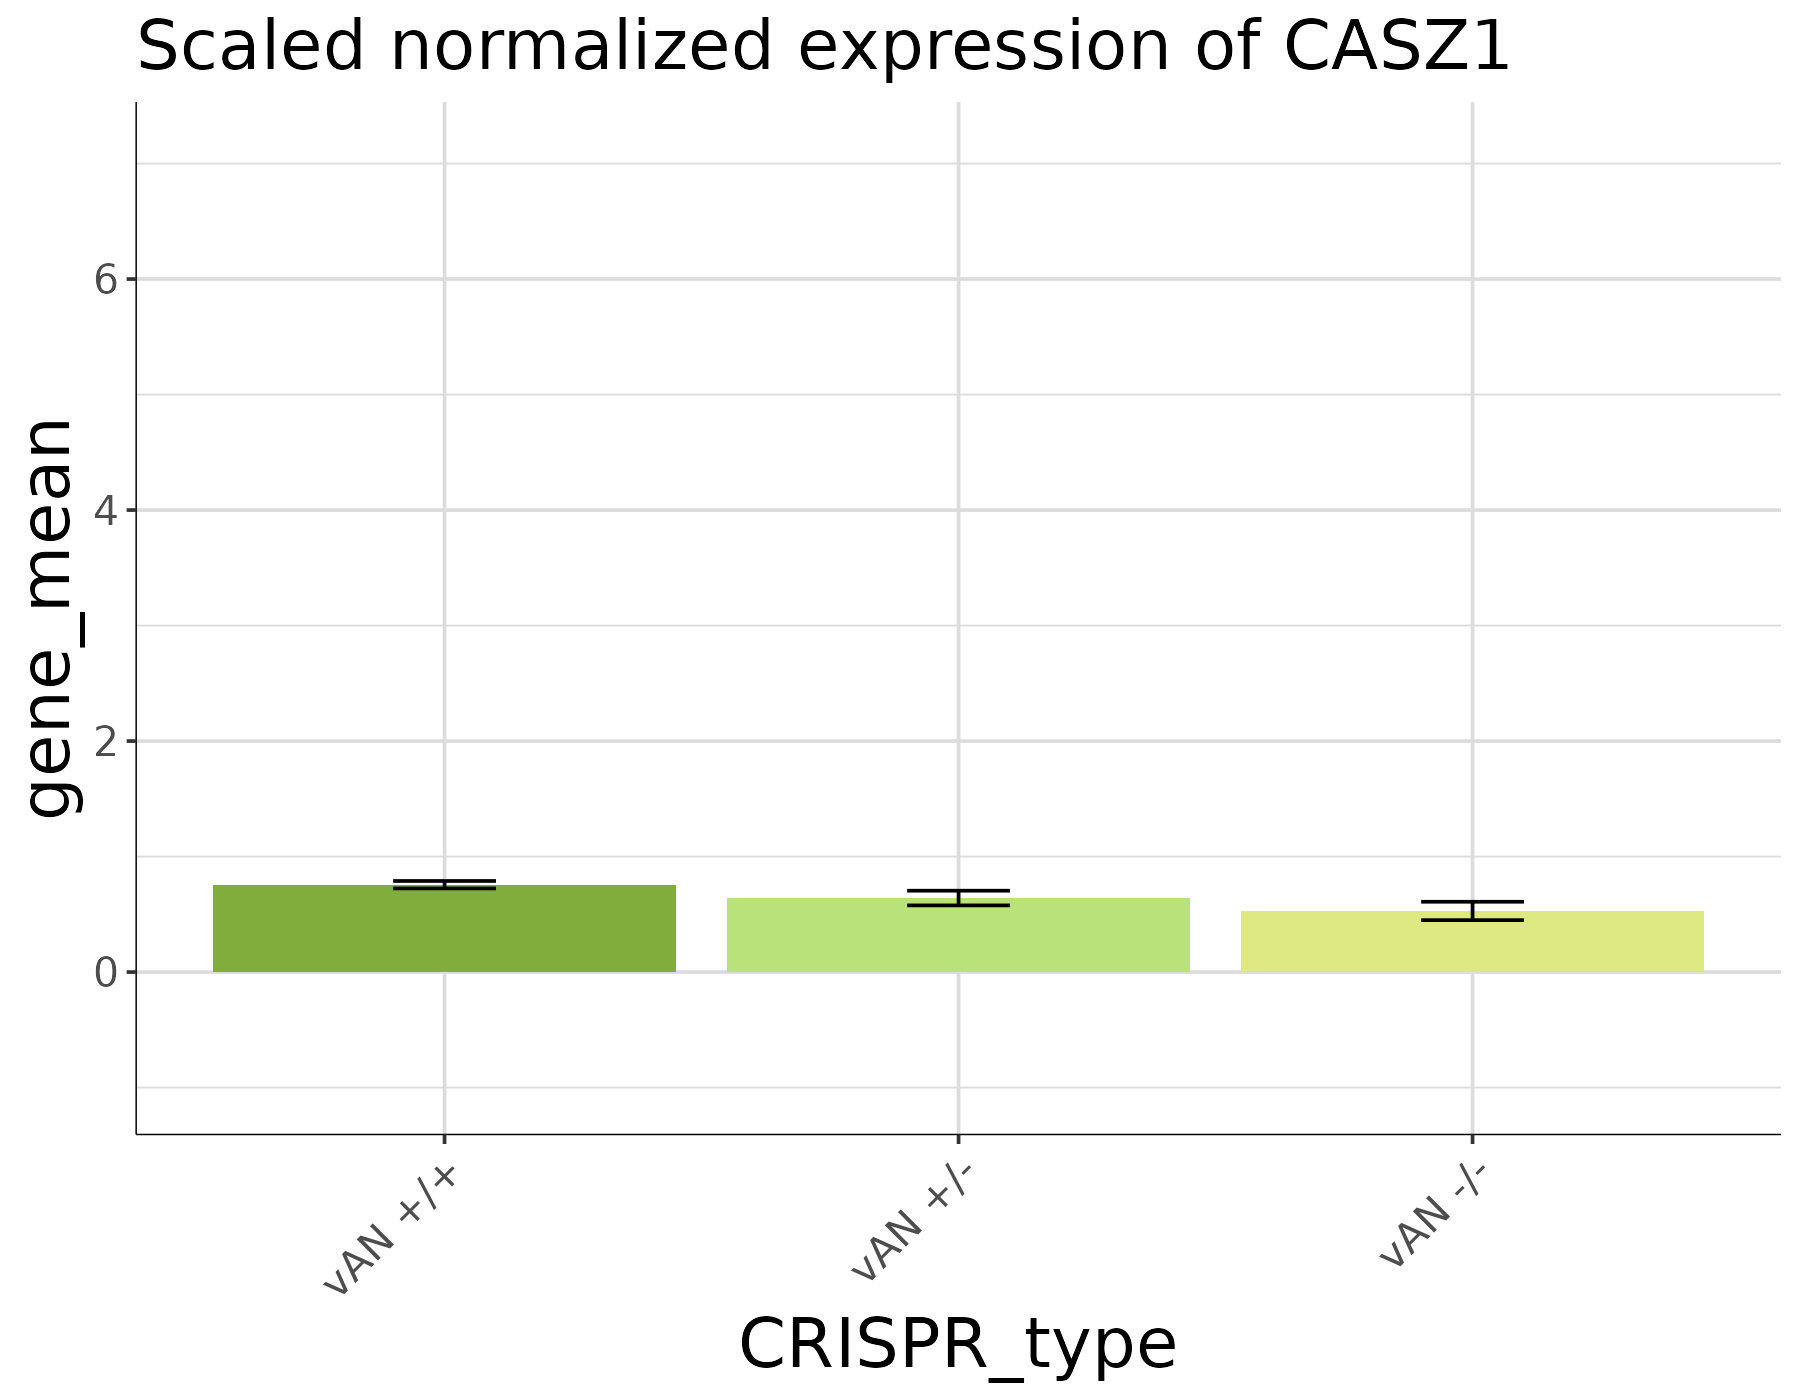 Scaled normalized expression of CASZ1
gene_mean
6
4
2
0
vAN +/+
vAN +/-
vAN -/-
CRISPR_type